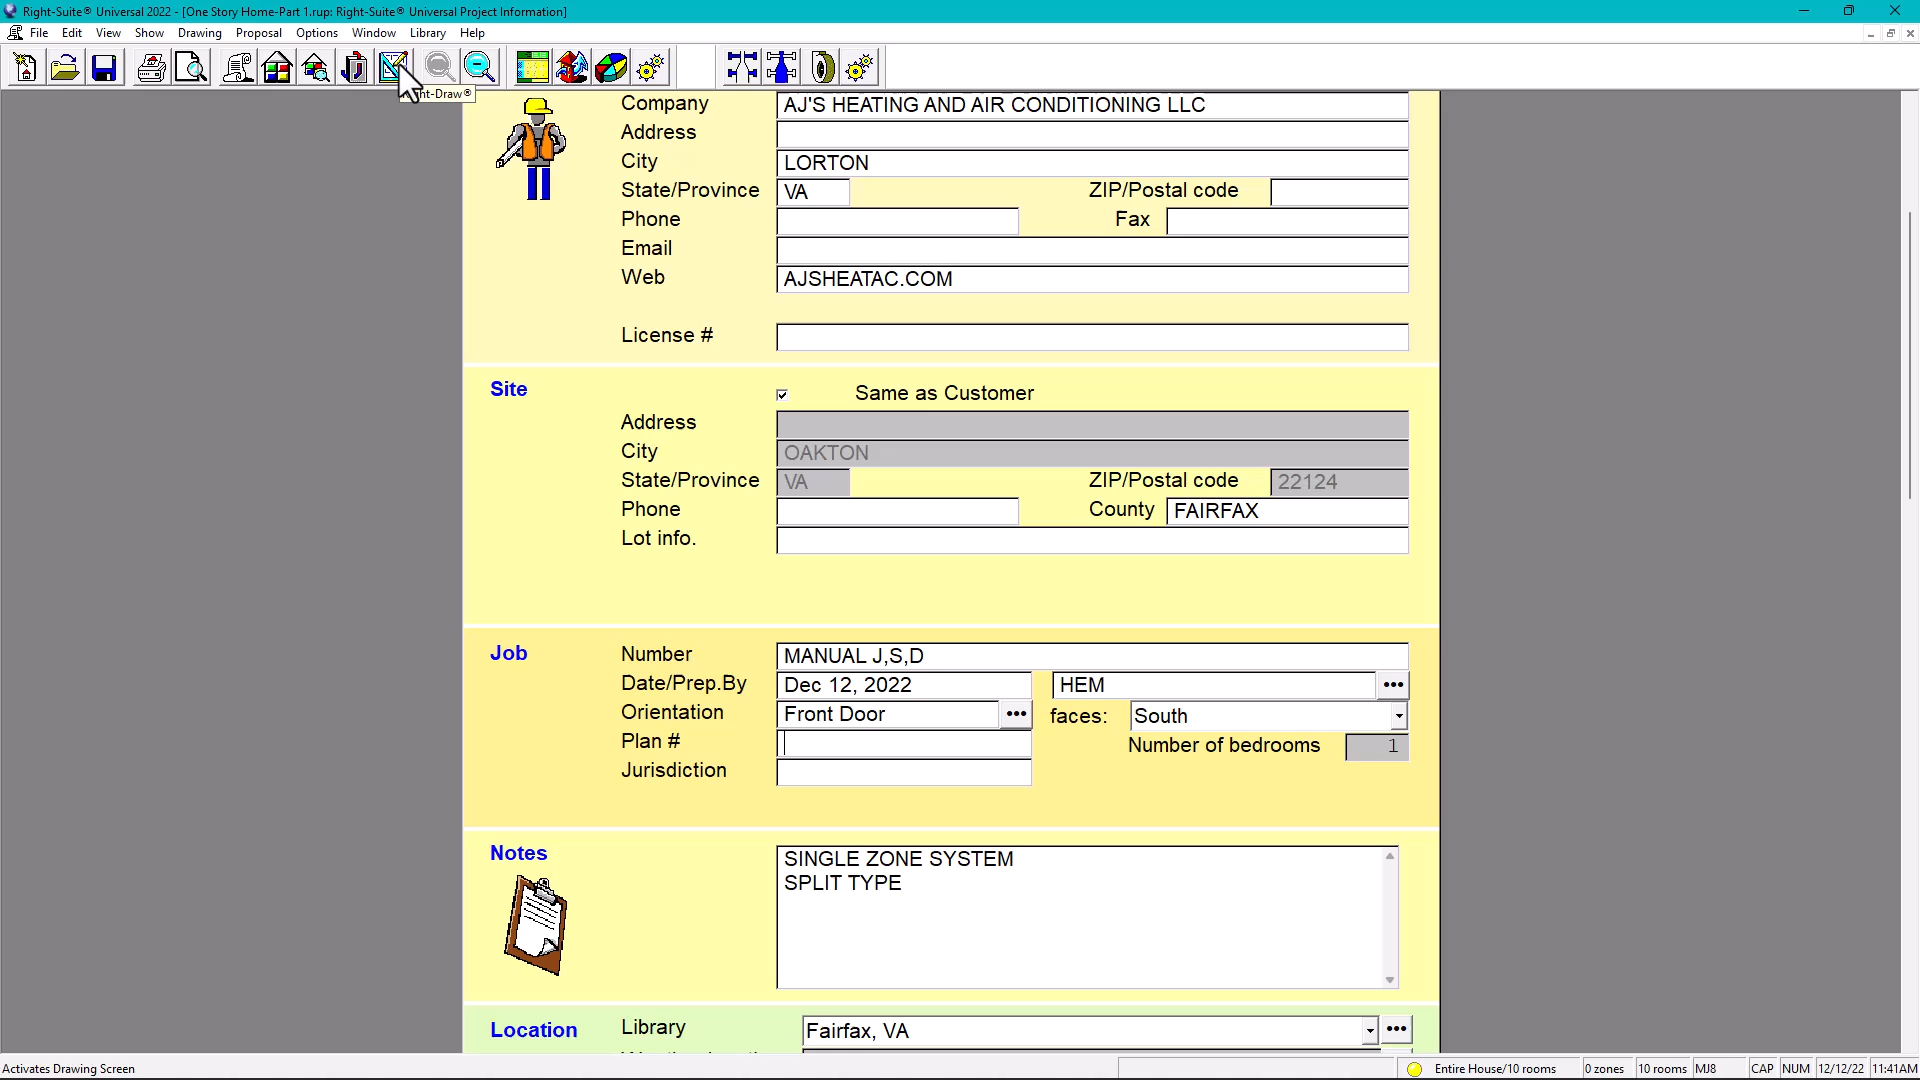 Right-Suite® Universal 2022 - [One Story Home-Part 1.rup: Right-Suite® Universal Project Information]
File Edit View Show Drawing Proposal Options Window Library Help
ht-Draw®
Company AJ'S HEATING AND AIR CONDITIONING LLC
Address
City LORTON
State/Province VA ZIP/Postal code
Phone Fax
Email
Web AJSHEATAC.COM
License #
Site Same as Customer
Address
City OAKTON
State/Province VA ZIP/Postal code 22124
Phone County FAIRFAX
Lot info.
Job Number MANUAL J,S,D
Date/Prep.By Dec 12, 2022 HEM
Orientation Front Door faces: South
Plan # Number of bedrooms 1
Jurisdiction
Notes SINGLE ZONE SYSTEM
SPLIT TYPE
Location Library Fairfax, VA
Activates Drawing Screen Entire House/10 rooms 0 zones 10 rooms MJ8 CAP NUM 12/12/22 11:41AM